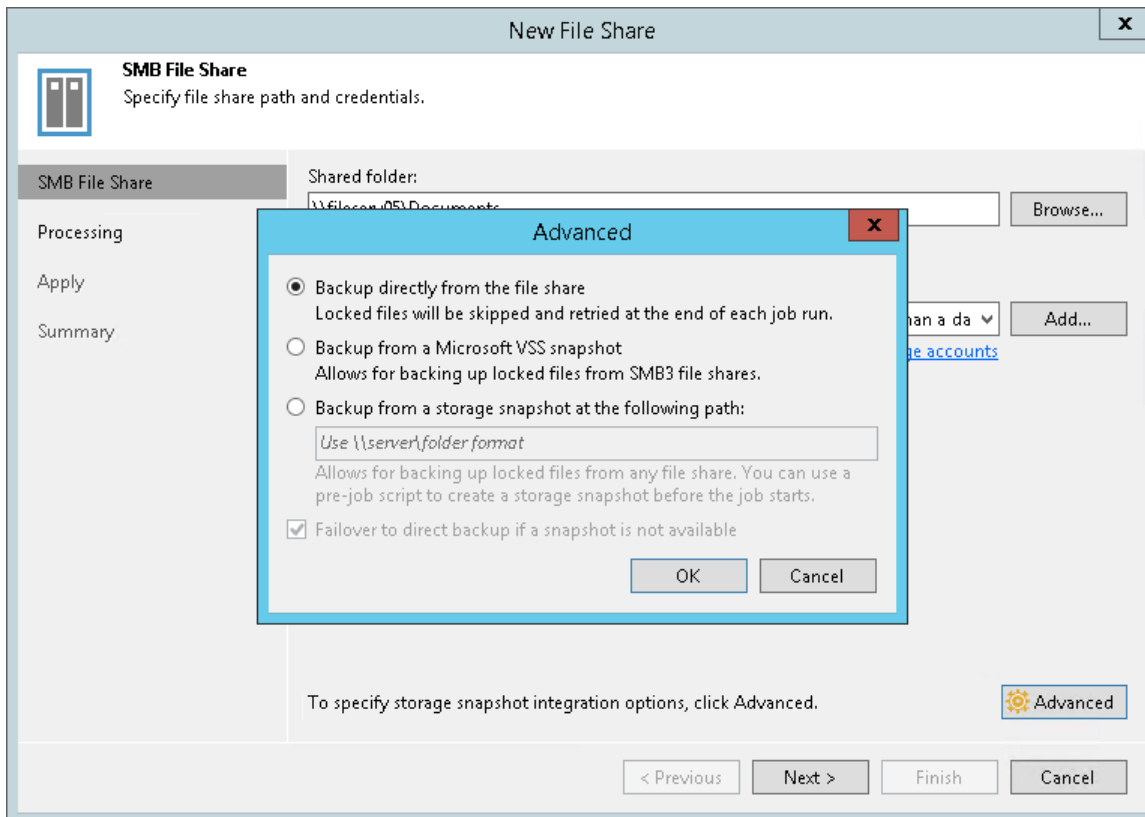 New File Share
x
SMB File Share
Specify file share path and credentials.
SMB File Share
Processing
Apply
Summary
Shared folder:
\\fileserv05\Documents
Browse...
Advanced
x
Backup directly from the file share
Locked files will be skipped and retried at the end of each job run.
Backup from a Microsoft VSS snapshot
Allows for backing up locked files from SMB3 file shares.
Backup from a storage snapshot at the following path:
Use \\server\folder format
Allows for backing up locked files from any file share. You can use a
pre-job script to create a storage snapshot before the job starts.
Failover to direct backup if a snapshot is not available
OK
Cancel
an a da
Add...
accounts
To specify storage snapshot integration options, click Advanced.
Advanced
< Previous
Next >
Finish
Cancel